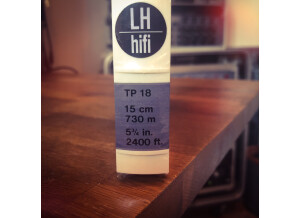 LH
hifi
TP 18
15 cm
730 m
5¾ in.
2400 ft